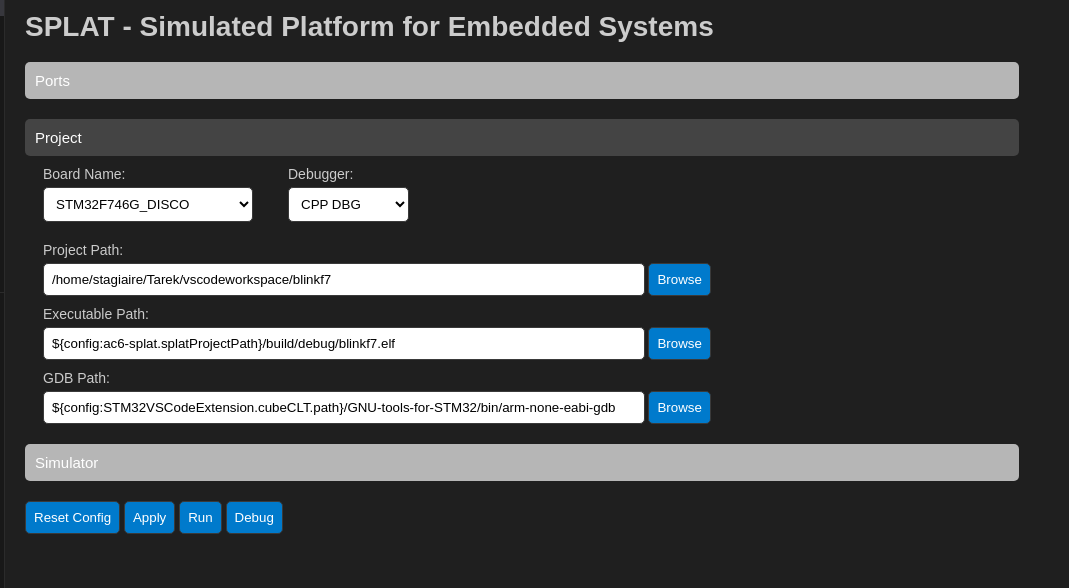 SPLAT - Simulated Platform for Embedded Systems
Ports
Project
Board Name: Debugger:
STM32F746G_DISCO CPP DBG
Project Path:
/home/stagiaire/Tarek/vscodeworkspace/blinkf7 Browse
Executable Path:
${config:ac6-splat.splatProjectPath}/build/debug/blinkf7.elf Browse
GDB Path:
${config:STM32VSCodeExtension.cubeCLT.path}/GNU-tools-for-STM32/bin/arm-none-eabi-gdb Browse
Simulator
Reset Config Apply Run Debug